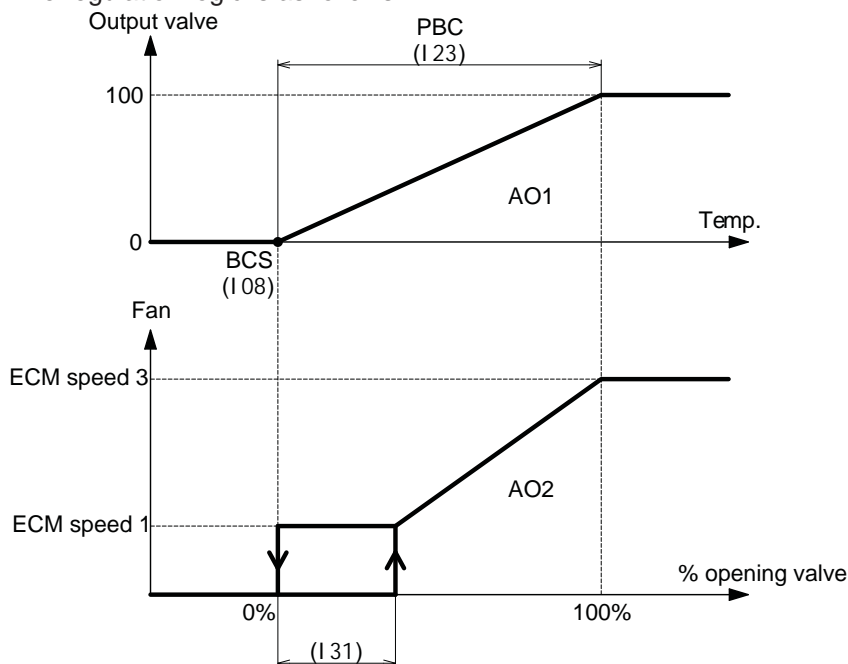 Output valve
PBC
(I23)
100
AO1
Temp.
0
BCS
(I08)
Fan
ECM speed 3
AO2
ECM speed 1
% opening valve
0%
100%
(I31)